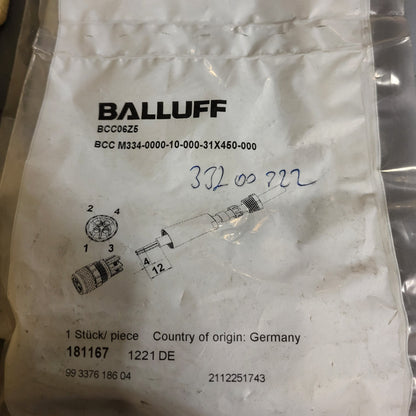 BALLUFF
BCC06Z5
BCC M334-0000-10-000-31X450-000
332 00 222
2 4
1 3
4
12
1 Stück/ piece Country of origin: Germany
181167 1221 DE
99 3376 186 04 2112251743